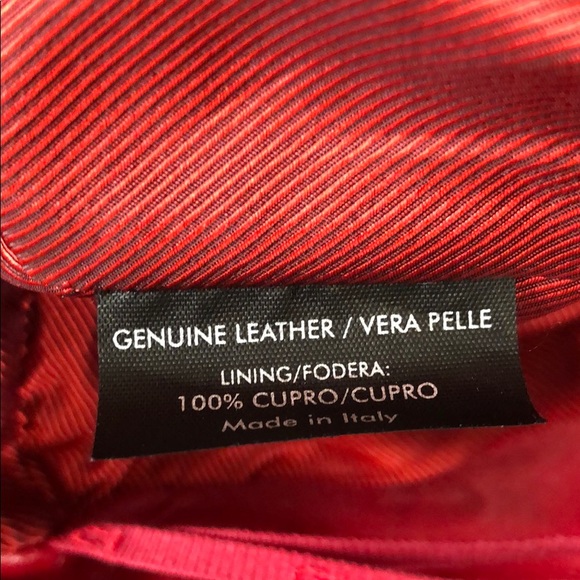 GENUINE LEATHER / VERA PELLE
LINING/FODERA:
100% CUPRO/CUPRO
Made in Italy